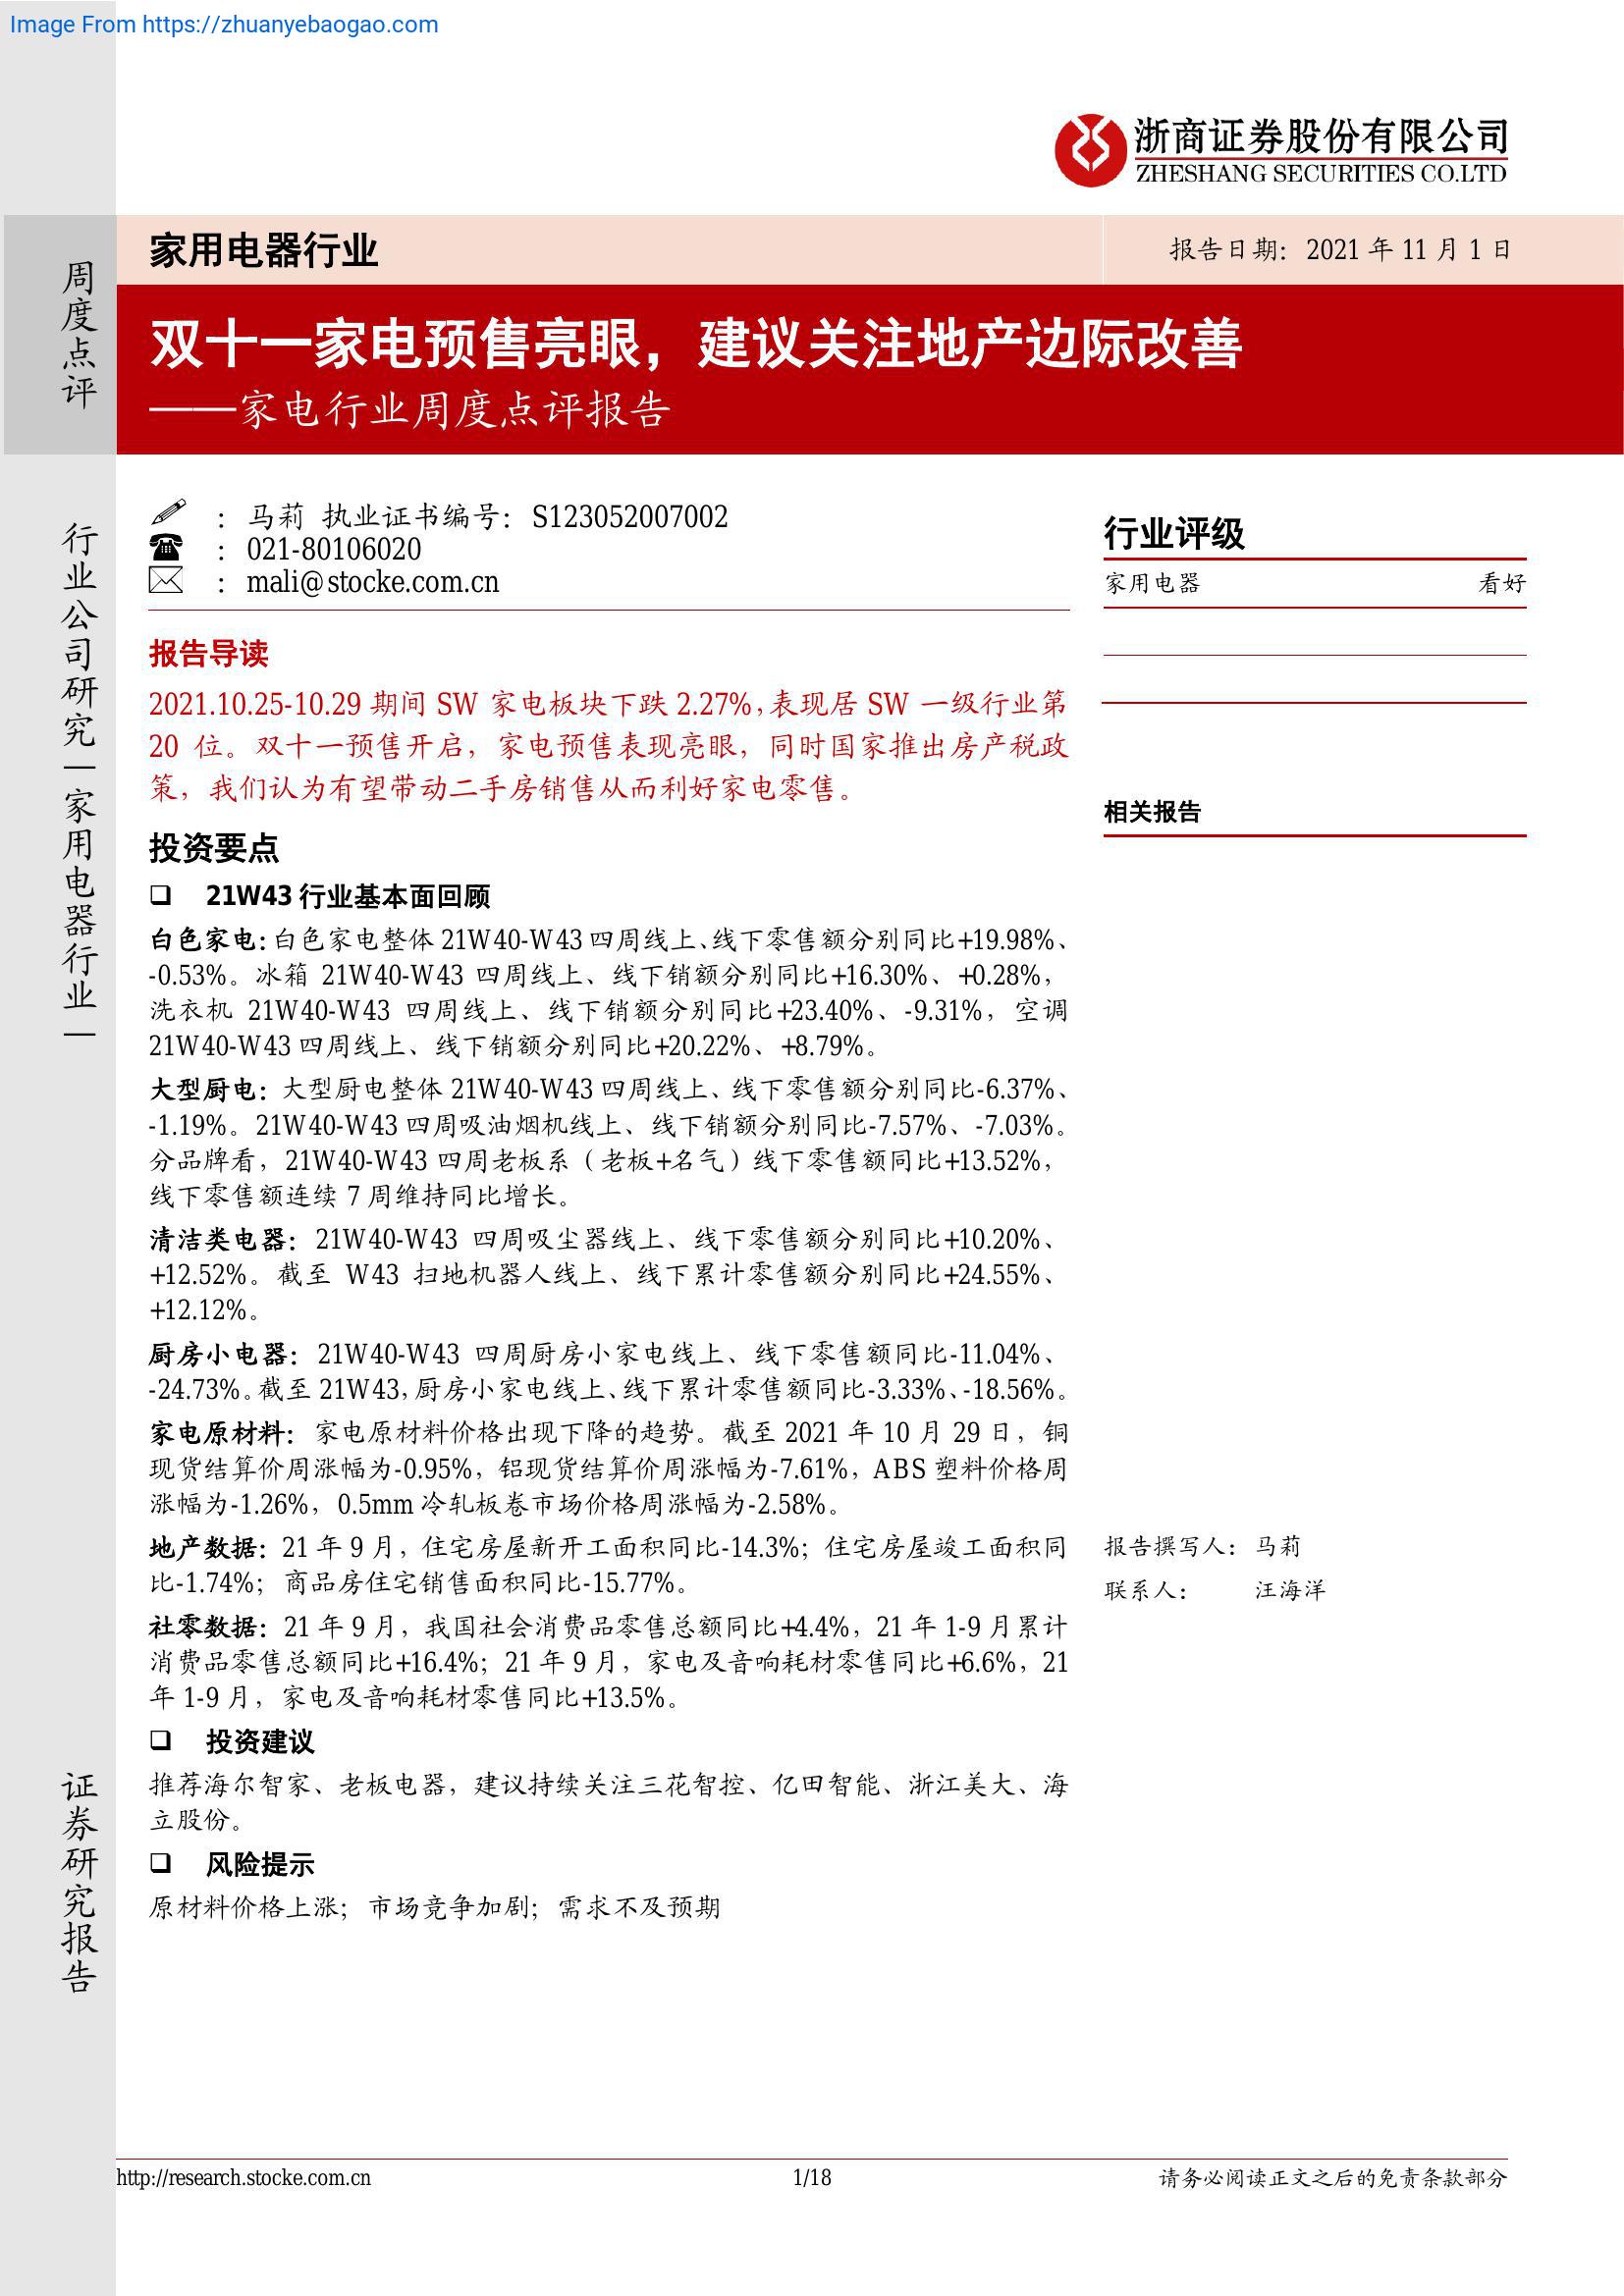 Image From https://zhuanyebaogao.com
浙商证券股份有限公司
ZHESHANG SECURITIES CO.LTD
周度点评
家用电器行业
报告日期：2021 年 11 月 1 日
双十一家电预售亮眼，建议关注地产边际改善
——家电行业周度点评报告
行业公司研究—家用电器行业—
证券研究报告
：马莉 执业证书编号：S123052007002
：021-80106020
：mali@stocke.com.cn
报告导读
2021.10.25-10.29 期间 SW 家电板块下跌 2.27%，表现居 SW 一级行业第
20 位。双十一预售开启，家电预售表现亮眼，同时国家推出房产税政
策，我们认为有望带动二手房销售从而利好家电零售。
投资要点
❑ 21W43 行业基本面回顾
白色家电：白色家电整体 21W40-W43 四周线上、线下零售额分别同比+19.98%、
-0.53%。冰箱 21W40-W43 四周线上、线下销额分别同比+16.30%、+0.28%，
洗衣机 21W40-W43 四周线上、线下销额分别同比+23.40%、-9.31%，空调
21W40-W43 四周线上、线下销额分别同比+20.22%、+8.79%。
大型厨电：大型厨电整体 21W40-W43 四周线上、线下零售额分别同比-6.37%、
-1.19%。21W40-W43 四周吸油烟机线上、线下销额分别同比-7.57%、-7.03%。
分品牌看，21W40-W43 四周老板系（老板+名气）线下零售额同比+13.52%，
线下零售额连续 7 周维持同比增长。
清洁类电器：21W40-W43 四周吸尘器线上、线下零售额分别同比+10.20%、
+12.52%。截至 W43 扫地机器人线上、线下累计零售额分别同比+24.55%、
+12.12%。
厨房小电器：21W40-W43 四周厨房小家电线上、线下零售额同比-11.04%、
-24.73%。截至 21W43，厨房小家电线上、线下累计零售额同比-3.33%、-18.56%。
家电原材料：家电原材料价格出现下降的趋势。截至 2021 年 10 月 29 日，铜
现货结算价周涨幅为-0.95%，铝现货结算价周涨幅为-7.61%，ABS 塑料价格周
涨幅为-1.26%，0.5mm 冷轧板卷市场价格周涨幅为-2.58%。
地产数据：21 年 9 月，住宅房屋新开工面积同比-14.3%；住宅房屋竣工面积同
比-1.74%；商品房住宅销售面积同比-15.77%。
社零数据：21 年 9 月，我国社会消费品零售总额同比+4.4%，21 年 1-9 月累计
消费品零售总额同比+16.4%；21 年 9 月，家电及音响耗材零售同比+6.6%，21
年 1-9 月，家电及音响耗材零售同比+13.5%。
❑ 投资建议
推荐海尔智家、老板电器，建议持续关注三花智控、亿田智能、浙江美大、海
立股份。
❑ 风险提示
原材料价格上涨；市场竞争加剧；需求不及预期
行业评级
家用电器 看好
相关报告
报告撰写人：马莉
联系人： 汪海洋
http://research.stocke.com.cn
1/18
请务必阅读正文之后的免责条款部分